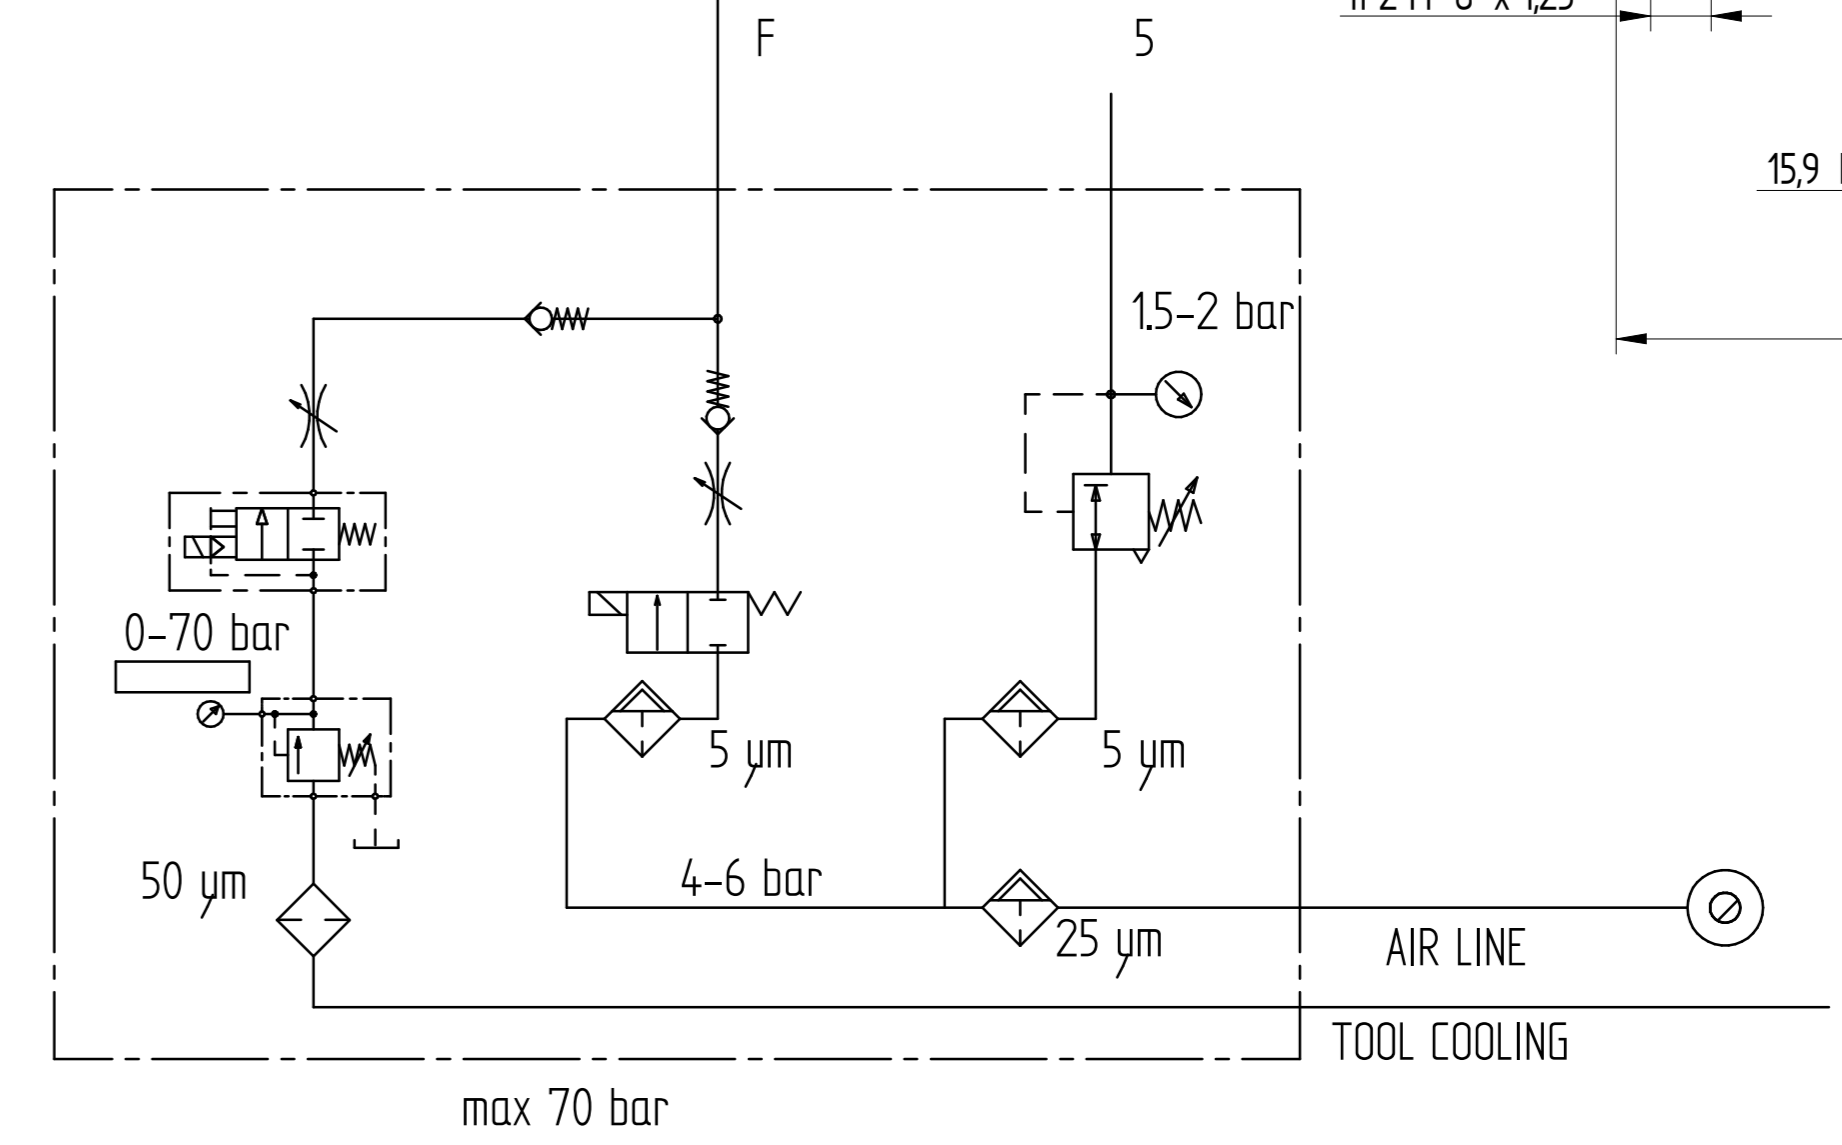 F
5
15,9
1.5-2 bar
0-70 bar
5 µm
5 µm
50 µm
4-6 bar
25 µm
AIR LINE
TOOL COOLING
max 70 bar